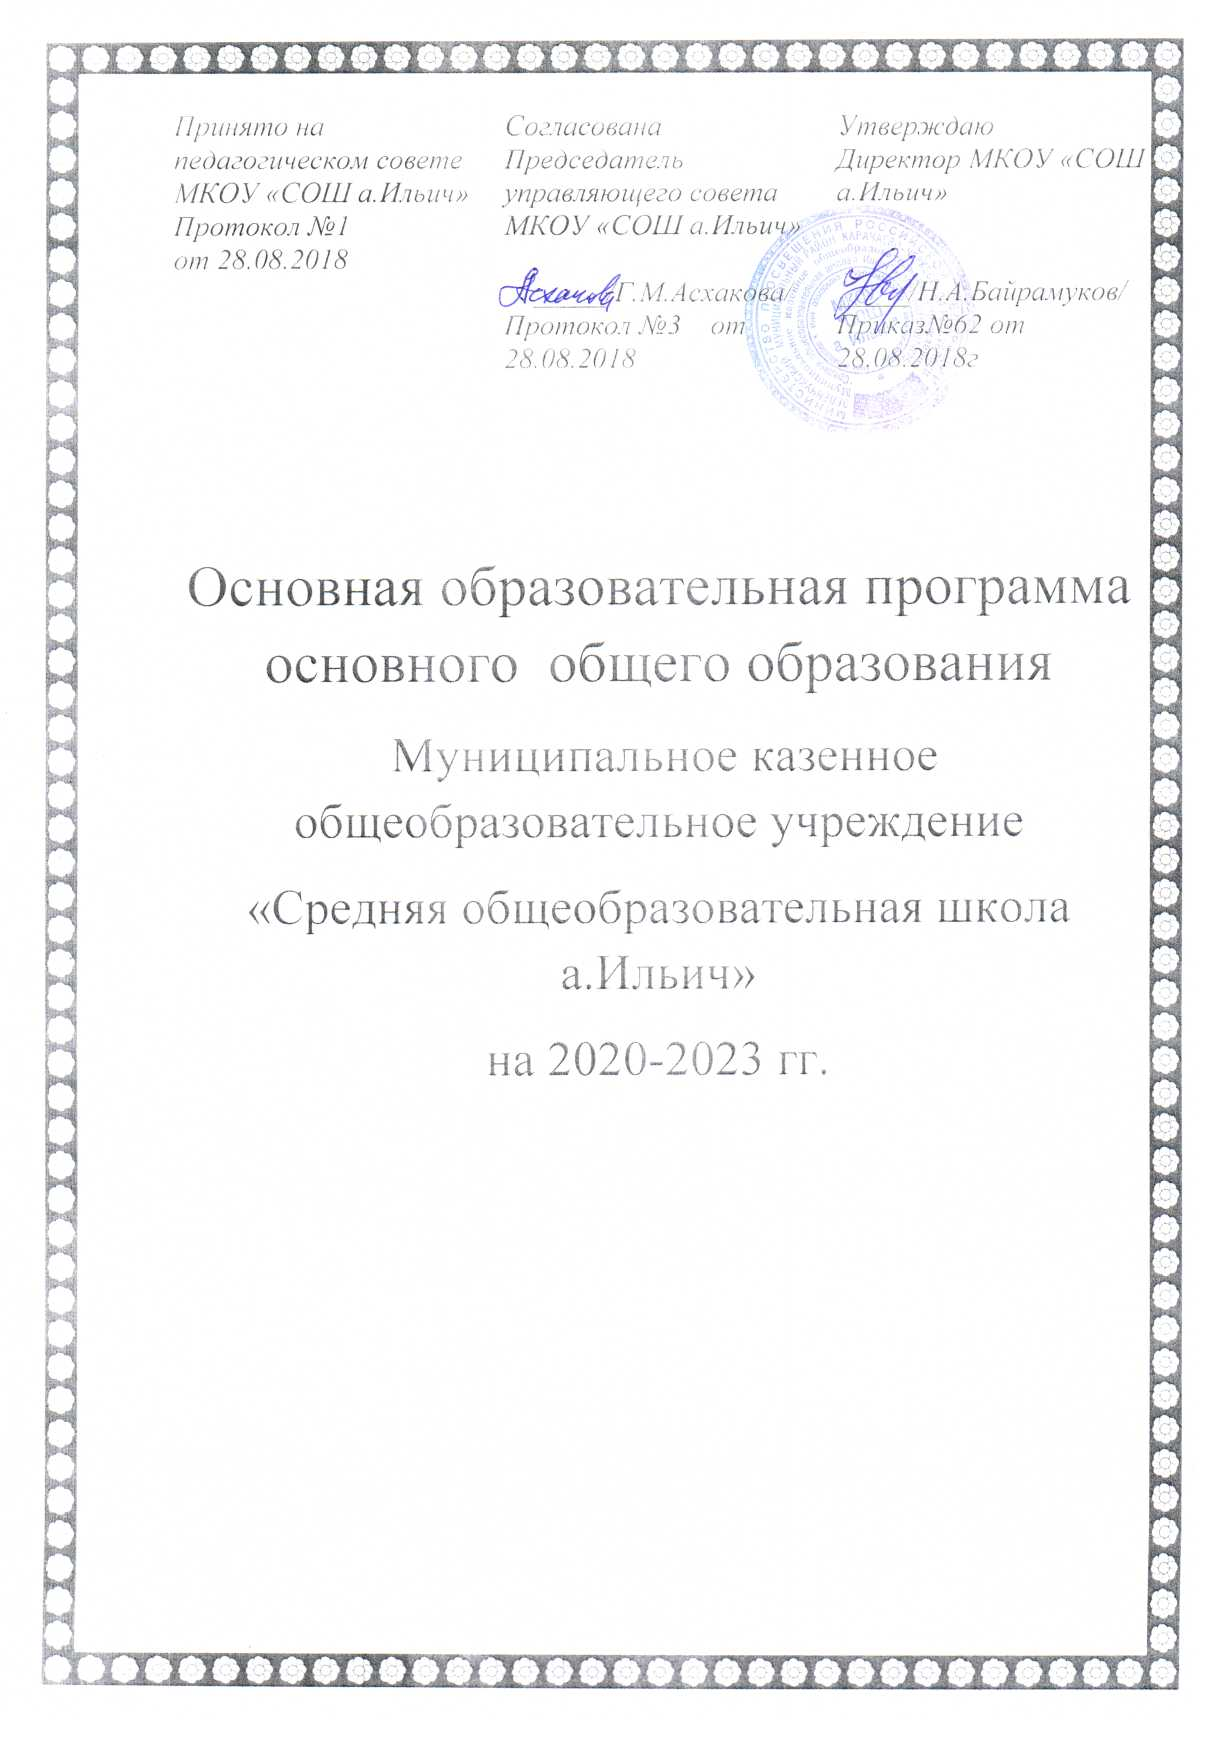 Принято на
педагогическом совете
МКОУ «СОШ а.Ильич»
Протокол №1
от 28.08.2018
Согласована
Председатель
управляющего совета
МКОУ «СОШ а.Ильич»
/Г.М.Асхакова/
Протокол №3 от
28.08.2018
Утверждаю
Директор МКОУ «СОШ
а.Ильич»
/Н.А.Байрамуков/
Приказ№62 от
28.08.2018г
Основная образовательная программа
основного общего образования
Муниципальное казенное
общеобразовательное учреждение
«Средняя общеобразовательная школа
а.Ильич»
на 2020-2023 гг.